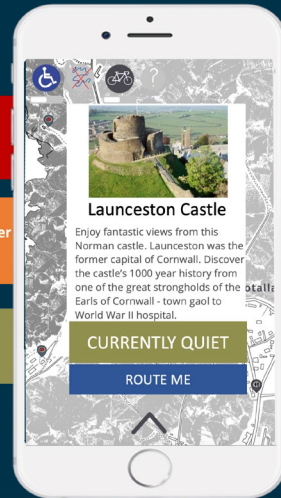 ?
Launceston Castle
Enjoy fantastic views from this
Norman castle. Launceston was the
former capital of Cornwall. Discover
the castle's 1000 year history from
one of the great strongholds of the
Earls of Cornwall - town gaol to
World War II hospital.
CURRENTLY QUIET
ROUTE ME
er